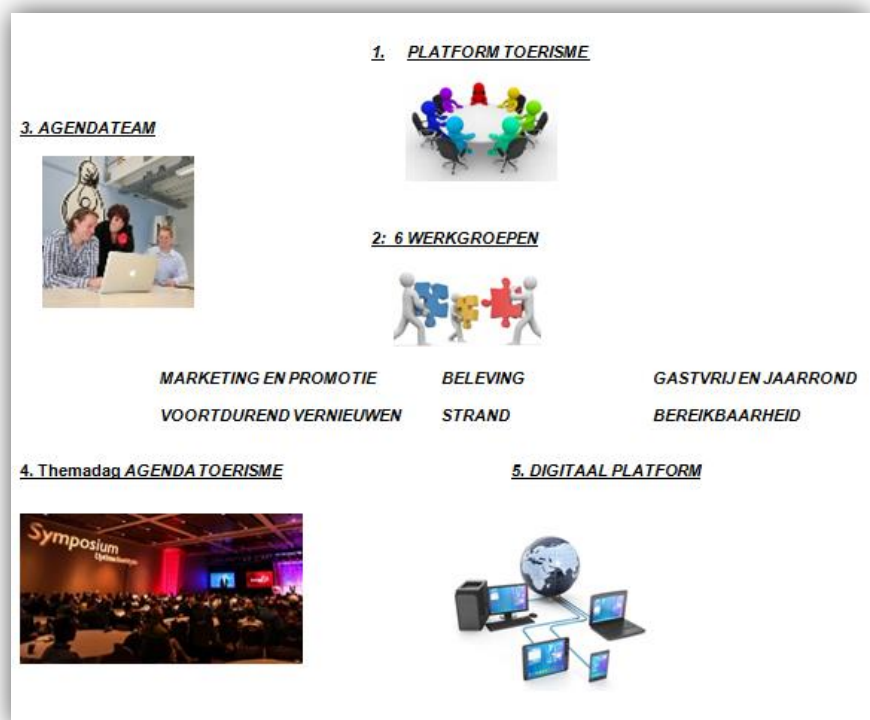 1. PLATFORM TOERISME
3. AGENDATEAM
2: 6 WERKGROEPEN
MARKETING EN PROMOTIE BELEVING GASTVRIJ EN JAARROND
VOORTDUREND VERNIEUWEN STRAND BEREIKBAARHEID
4. Themadag AGENDA TOERISME 5. DIGITAAL PLATFORM
Symposium